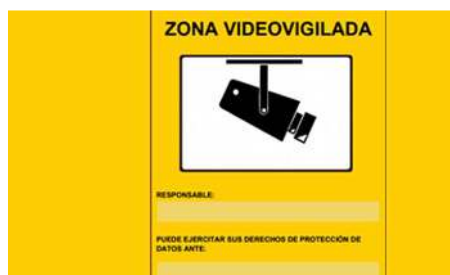 ZONA VIDEOVIGILADA
RESPONSABLE:
PUEDE EJERCITAR SUS DERECHOS DE PROTECCIÓN DE
DATOS ANTE: